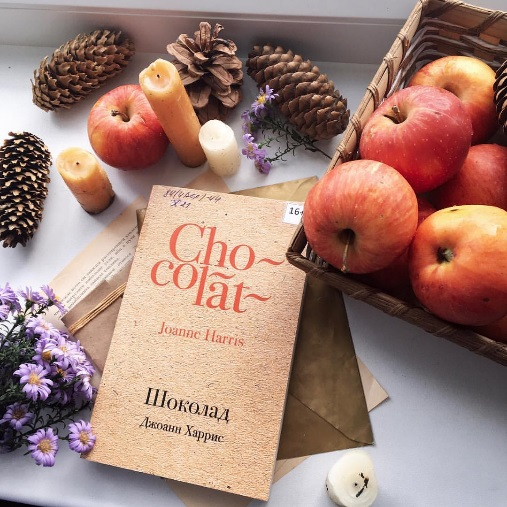 16+
Cho~
colat~
Joanne Harris
Шоколад
Джоанн Харрис